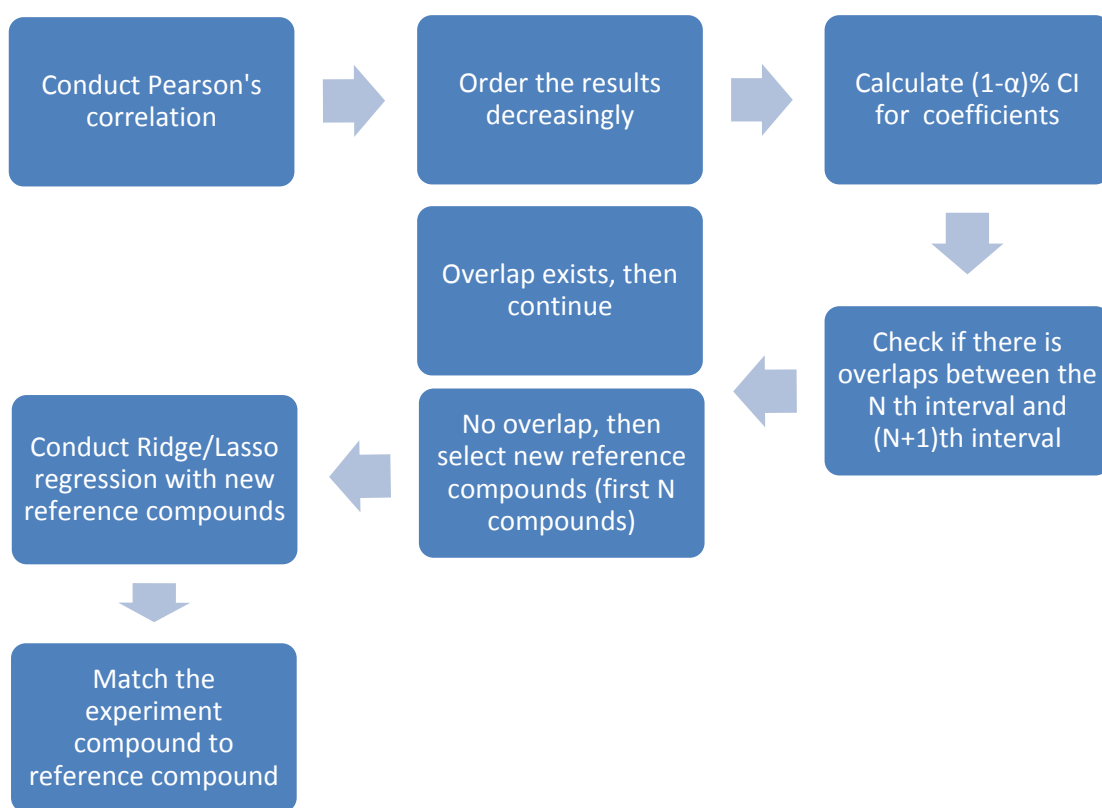 Conduct Pearson's
correlation
Order the results
decreasingly
Calculate (1-α)% CI
for coefficients
Check if there is
overlaps between the
N th interval and
(N+1)th interval
Overlap exists, then
continue
No overlap, then
select new reference
compounds (first N
compounds)
Conduct Ridge/Lasso
regression with new
reference compounds
Match the
experiment
compound to
reference compound